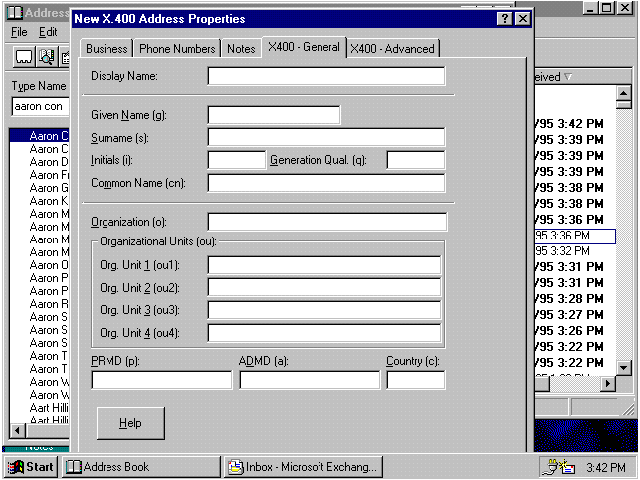 Address
File Edit
Type Name
aaron con
Aaron C
Aaron C
Aaron D
Aaron Fr
Aaron G
Aaron K
Aaron M
Aaron M
Aaron M
Aaron O
Aaron P
Aaron P
Aaron R
Aaron S
Aaron S
Aaron T
Aaron T
Aaron W
Aaron W
Aart Hilli
Aart Hilli
New X.400 Address Properties
Business Phone Numbers Notes X400 - General X400 - Advanced
Display Name:
Given Name (g):
Surname (s):
Initials (i): Generation Qual. (q):
Common Name (cn):
Organization (o):
Organizational Units (ou):
Org. Unit 1 (ou1):
Org. Unit 2 (ou2):
Org. Unit 3 (ou3):
Org. Unit 4 (ou4):
PRMD (p): ADMD (a): Country (c):
Help
eived
/95 3:42 PM
/95 3:39 PM
/95 3:39 PM
/95 3:39 PM
/95 3:38 PM
/95 3:38 PM
/95 3:36 PM
95 3:36 PM
95 3:32 PM
/95 3:31 PM
/95 3:31 PM
/95 3:28 PM
/95 3:27 PM
/95 3:26 PM
/95 3:22 PM
/95 3:22 PM
Notes
Start Address Book Inbox - Microsoft Exchang... 3:42 PM